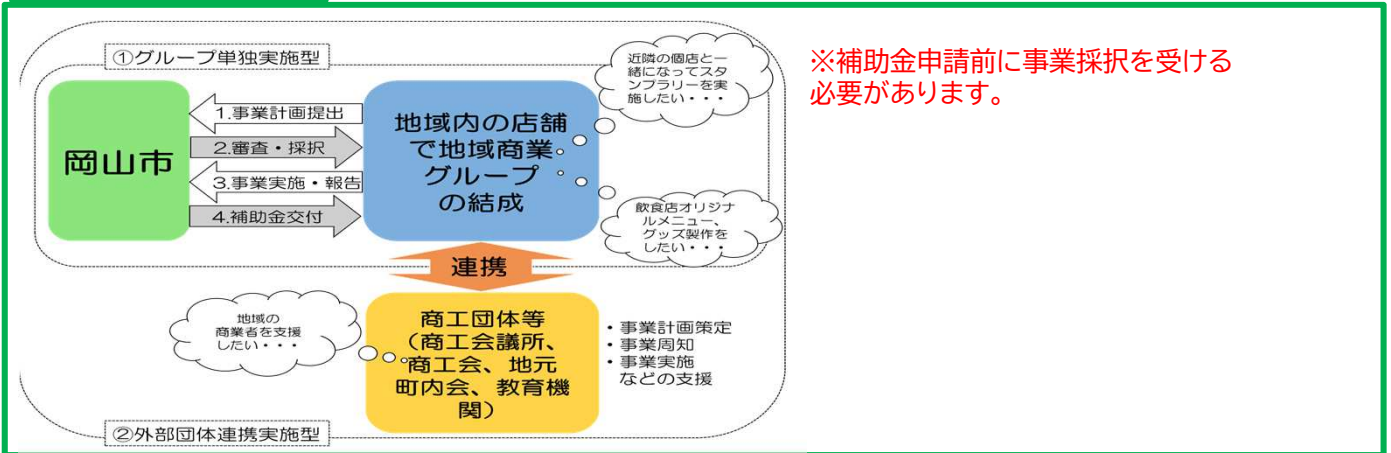 ①グループ単独実施型
岡山市
1.事業計画提出
2.審査・採択
3.事業実施・報告
4.補助金交付
地域内の店舗
で地域商業
グループ
の結成
近隣の個店と一
緒になってスタ
ンプラリーを実
施したい・・・
飲食店オリジナ
ルメニュー、
グッズ製作を
したい・・・
※補助金申請前に事業採択を受ける
必要があります。
連携
地域の
商業者を支援
したい・・・
商工団体等
（商工会議所、
商工会、地元
町内会、教育機
関）
・事業計画策定
・事業周知
・事業実施
などの支援
②外部団体連携実施型